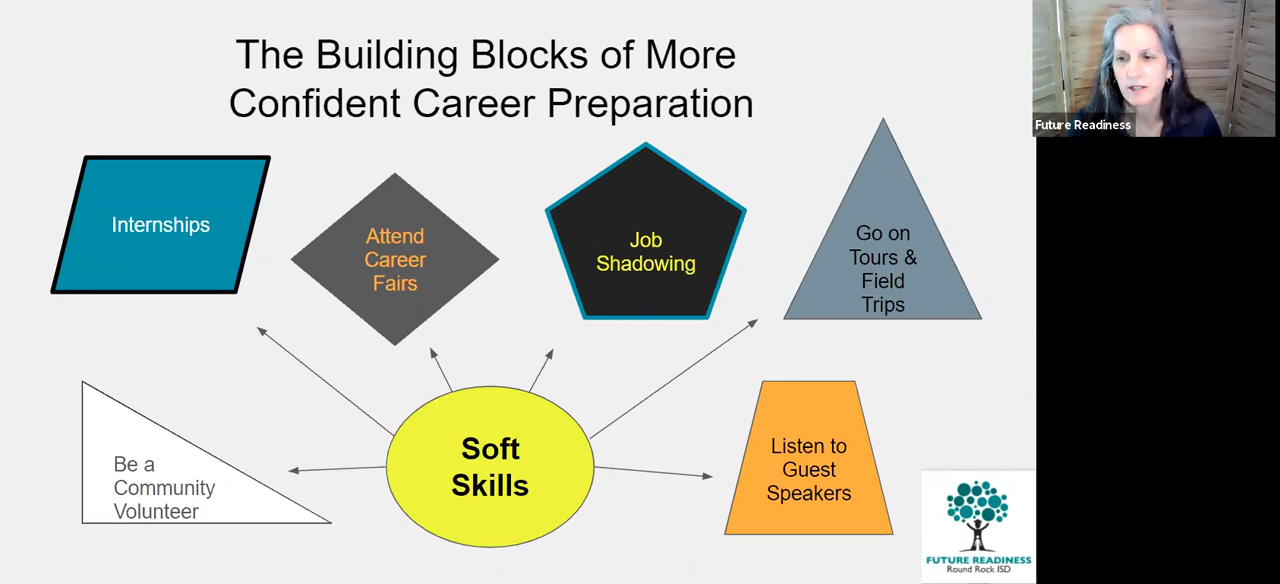 The Building Blocks of More
Confident Career Preparation
Future Readiness
Internships
Attend
Career
Fairs
Job
Shadowing
Go on
Tours &
Field
Trips
Be a
Community
Volunteer
Soft
Skills
Listen to
Guest
Speakers
FUTURE READINESS
Round Rock ISD